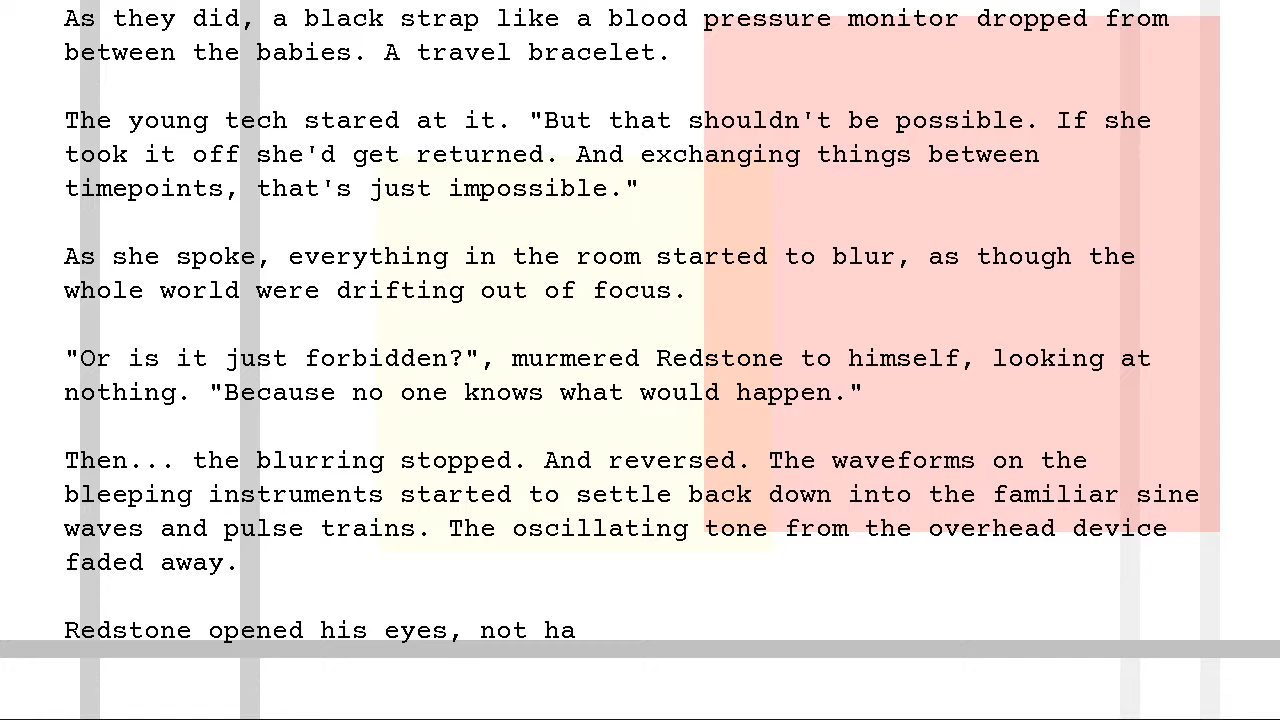 As they did, a black strap like a blood pressure monitor dropped from
between the babies. A travel bracelet.
The young tech stared at it. "But that shouldn't be possible. If she
took it off she'd get returned. And exchanging things between
timepoints, that's just impossible."
As she spoke, everything in the room started to blur, as though the
whole world were drifting out of focus.
"Or is it just forbidden?", murmered Redstone to himself, looking at
nothing. "Because no one knows what would happen."
Then... the blurring stopped. And reversed. The waveforms on the
bleeping instruments started to settle back down into the familiar sine
waves and pulse trains. The oscillating tone from the overhead device
faded away.
Redstone opened his eyes, not ha